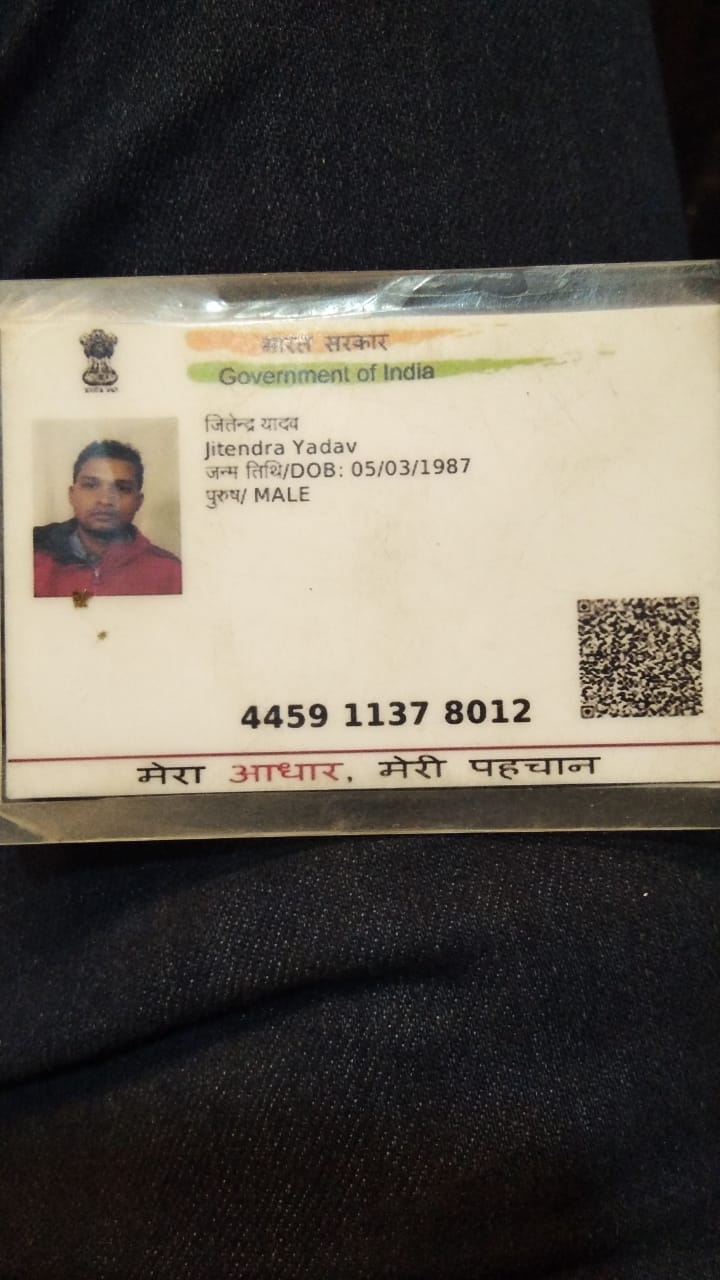 भारत सरकार
Government of India
जितेन्द्र यादव
Jitendra Yadav
जन्म तिथि/DOB: 05/03/1987
पुरुष/ MALE
4459 1137 8012
मेरा आधार, मेरी पहचान